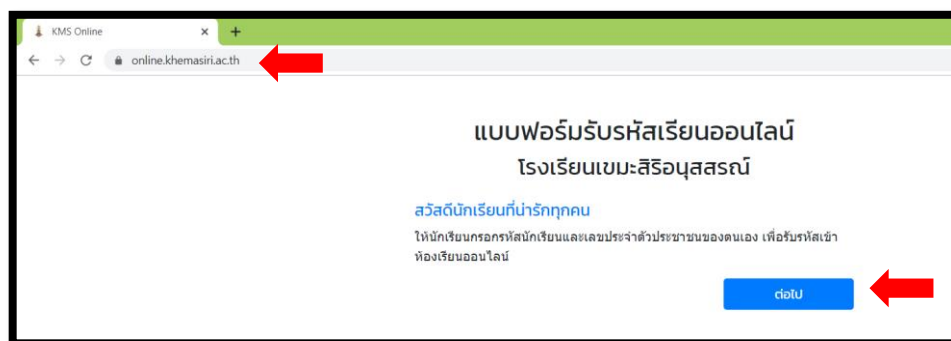 KMS Online
online.khemasiri.ac.th
แบบฟอร์มรับรหัสเรียนออนไลน์
โรงเรียนเขมะสิริอนุสสรณ์
สวัสดีนักเรียนที่น่ารักทุกคน
ให้นักเรียนกรอกรหัสนักเรียนและเลขประจำตัวประชาชนของตนเอง เพื่อรับรหัสเข้า
ห้องเรียนออนไลน์
ต่อไป